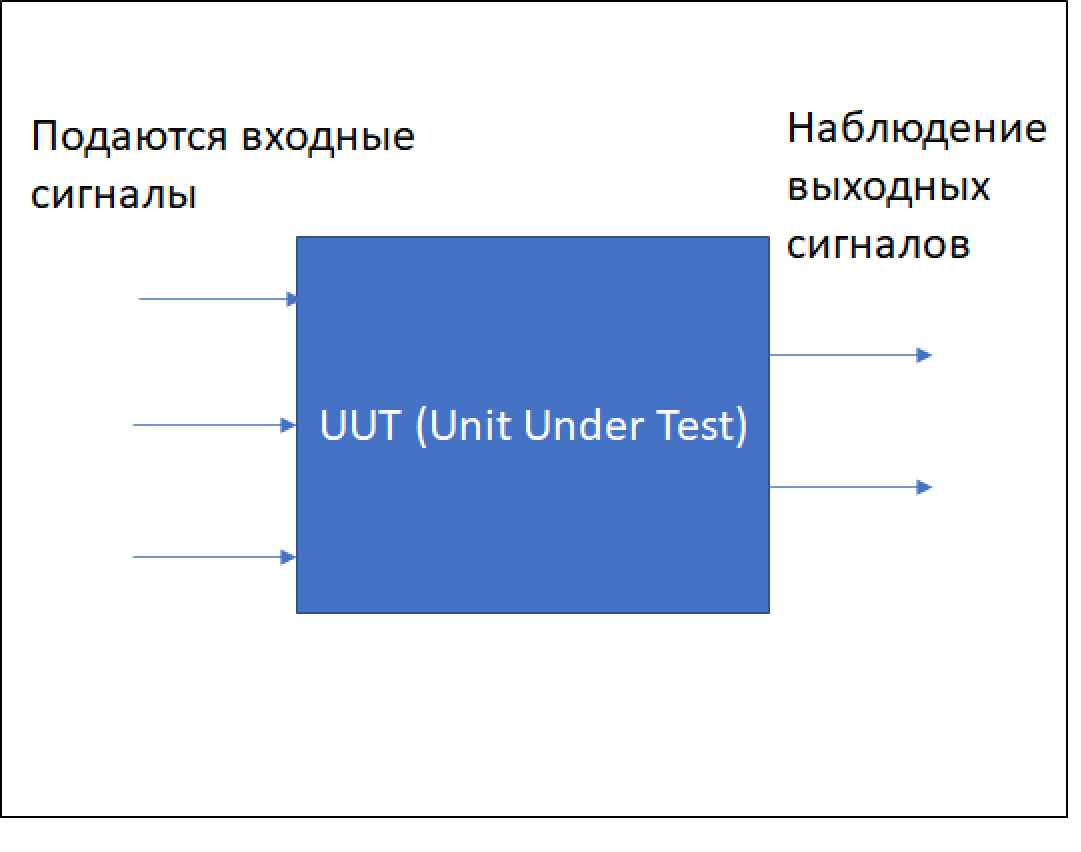 Подаются входные
сигналы
Наблюдение
выходных
сигналов
UUT (Unit Under Test)